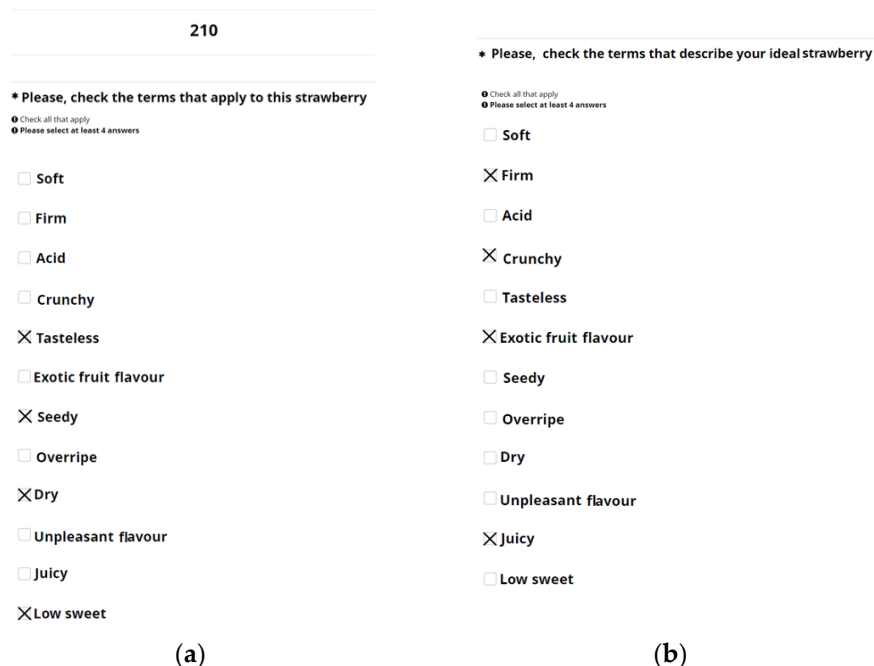 210
* Please, check the terms that apply to this strawberry
Check all that apply
Please select at least 4 answers
Soft
Firm
Acid
Crunchy
Tasteless
Exotic fruit flavour
Seedy
Overripe
Dry
Unpleasant flavour
Juicy
Low sweet
(a)
* Please, check the terms that describe your ideal strawberry
Check all that apply
Please select at least 4 answers
Soft
Firm
Acid
Crunchy
Tasteless
Exotic fruit flavour
Seedy
Overripe
Dry
Unpleasant flavour
Juicy
Low sweet
(b)